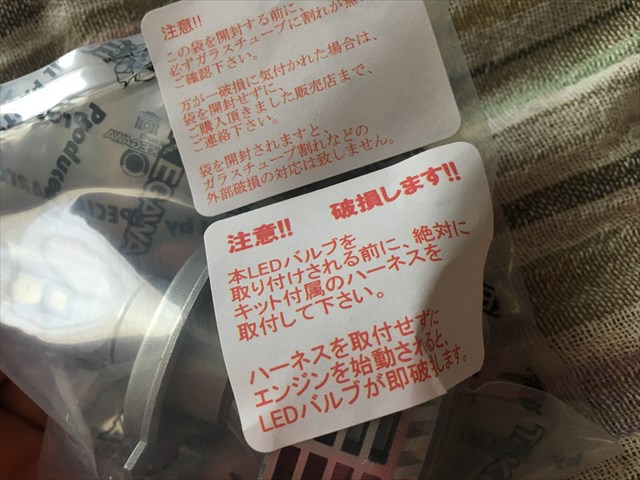 注意!!
この袋を開封する前に、
必ずガラスチューブに割れが無
ご確認下さい。
万が一破損に気付かれた場合は、
袋を開封せずに、
ご購入頂きました販売店まで、
ご連絡下さい。
袋を開封されますと、
ガラスチューブ割れなどの
外部破損の対応は致しません。
注意!! 破損します!!
本LEDバルブを
取り付けされる前に、絶対に
キット付属のハーネスを
取付して下さい。
ハーネスを取付せずに
エンジンを始動されると、
LEDバルブが即破損します。
Produce
by SPECIAL